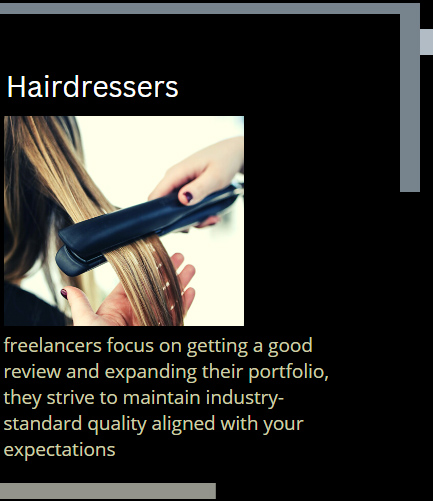 Hairdressers
freelancers focus on getting a good
review and expanding their portfolio,
they strive to maintain industry-
standard quality aligned with your
expectations